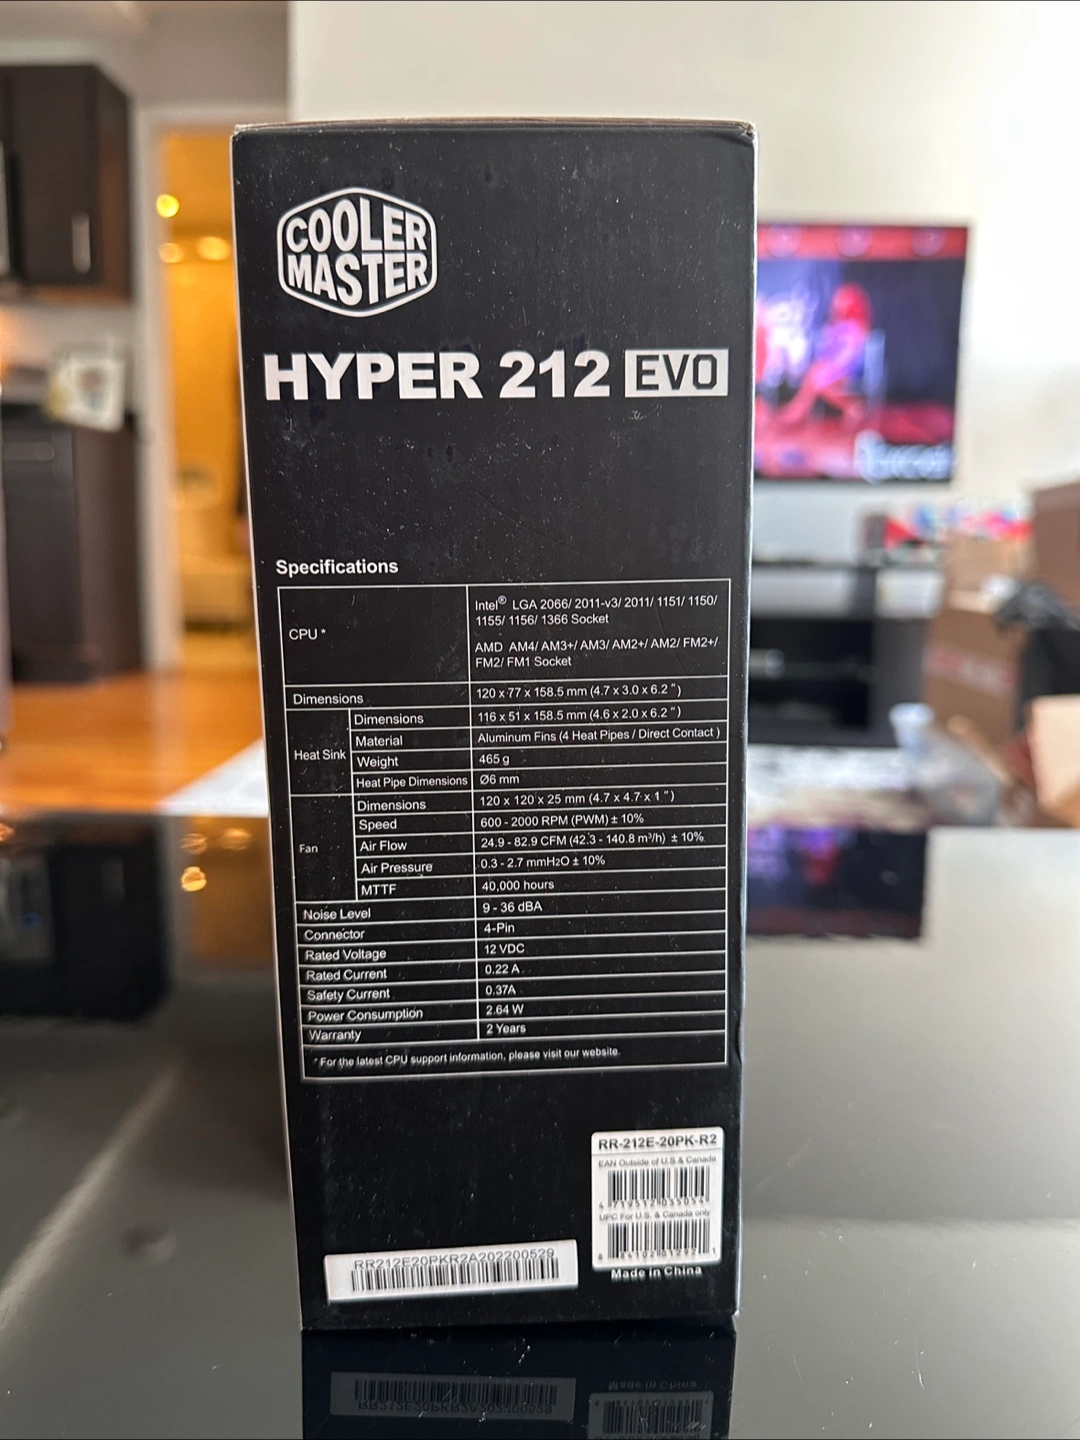 COOLER
MASTER
HYPER 212 EVO
Specifications
CPU *
Intel® LGA 2066/ 2011-v3/ 2011/ 1151/ 1150/
1155/ 1156/ 1366 Socket
AMD AM4/ AM3+/ AM3/ AM2+/ AM2/ FM2+/
FM2/ FM1 Socket
Dimensions 120 x 77 x 158.5 mm (4.7 x 3.0 x 6.2 ")
Heat Sink
Dimensions 116 x 51 x 158.5 mm (4.6 x 2.0 x 6.2 ")
Material Aluminum Fins (4 Heat Pipes / Direct Contact )
Weight 465 g
Heat Pipe Dimensions Ø6 mm
Fan
Dimensions 120 x 120 x 25 mm (4.7 x 4.7 x 1 ")
Speed 600 - 2000 RPM (PWM) ± 10%
Air Flow 24.9 - 82.9 CFM (42.3 - 140.8 m³/h) ± 10%
Air Pressure 0.3 - 2.7 mmH2O ± 10%
MTTF 40,000 hours
Noise Level 9 - 36 dBA
Connector 4-Pin
Rated Voltage 12 VDC
Rated Current 0.22 A
Safety Current 0.37A
Power Consumption 2.64 W
Warranty 2 Years
* For the latest CPU support information, please visit our website.
RR-212E-20PK-R2
EAN Outside of U.S & Canada
UPC For U.S. & Canada only
Made in China
RR212E20PKR2A202200529